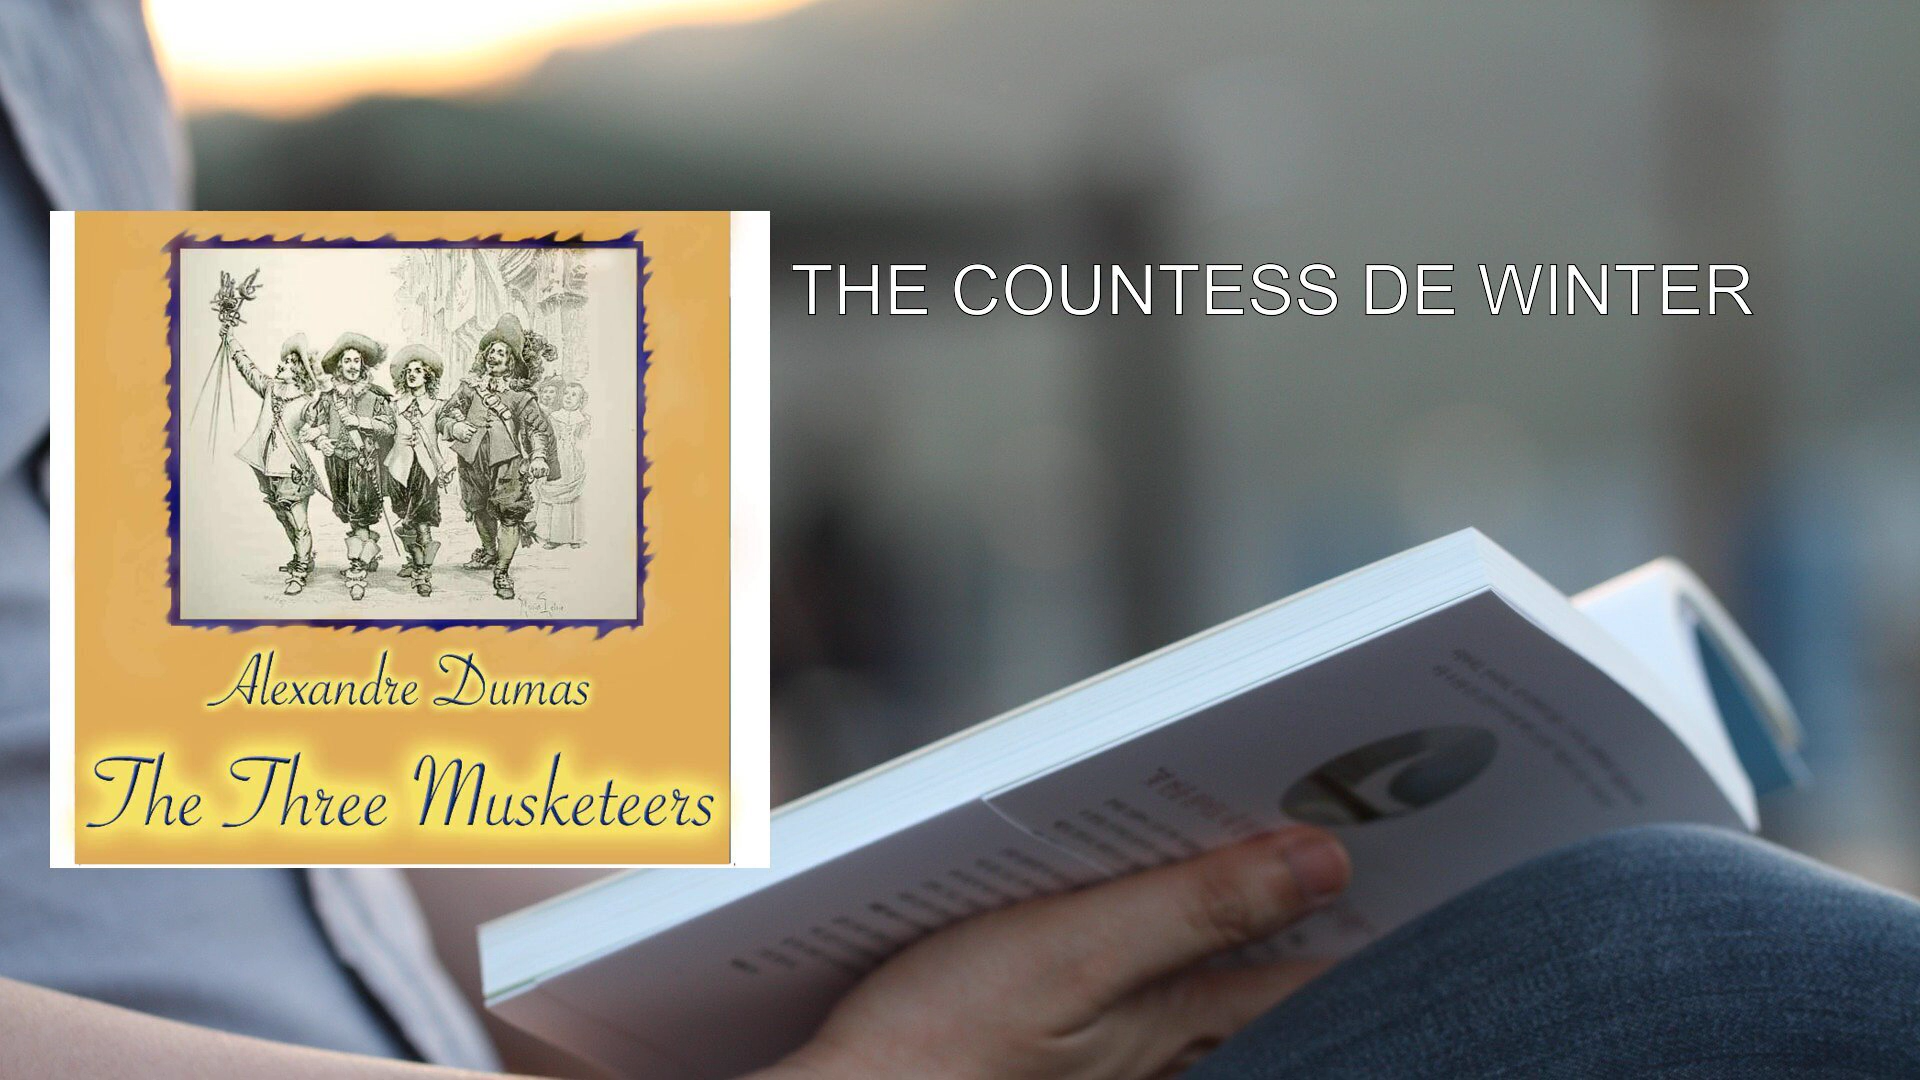 THE COUNTESS DE WINTER
Alexandre Dumas
The Three Musketeers